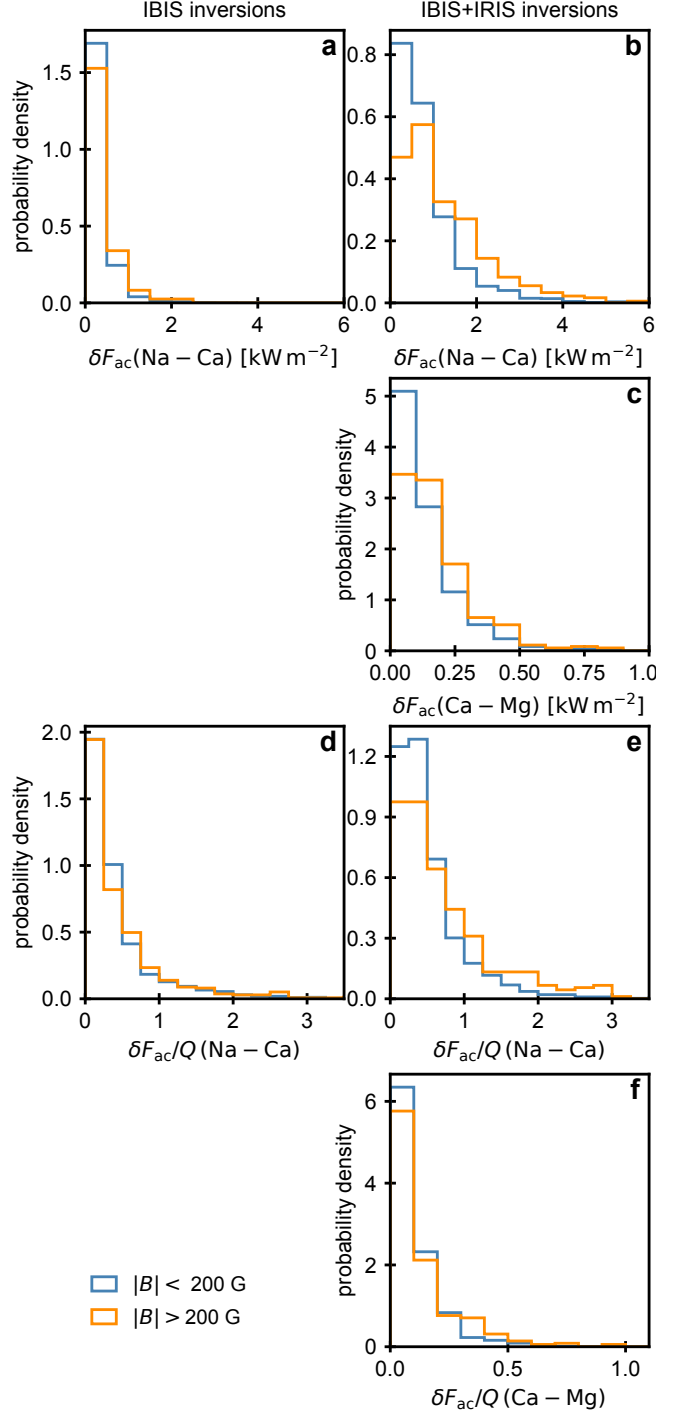 IBIS inversions
IBIS+IRIS inversions
a
probability density
1.5
1.0
0.5
0.0
0 2 4 6
δF_ac(Na − Ca) [kW m⁻²]
b
0.8
0.6
0.4
0.2
0.0
0 2 4 6
δF_ac(Na − Ca) [kW m⁻²]
c
probability density
5
4
3
2
1
0
0.00 0.25 0.50 0.75 1.0
δF_ac(Ca − Mg) [kW m⁻²]
d
probability density
2.0
1.5
1.0
0.5
0.0
0 1 2 3
δF_ac/Q (Na − Ca)
e
1.2
0.9
0.6
0.3
0.0
0 1 2 3
δF_ac/Q (Na − Ca)
f
probability density
6
4
2
0
0.0 0.5 1.0
δF_ac/Q (Ca − Mg)
|B| < 200 G
|B| > 200 G